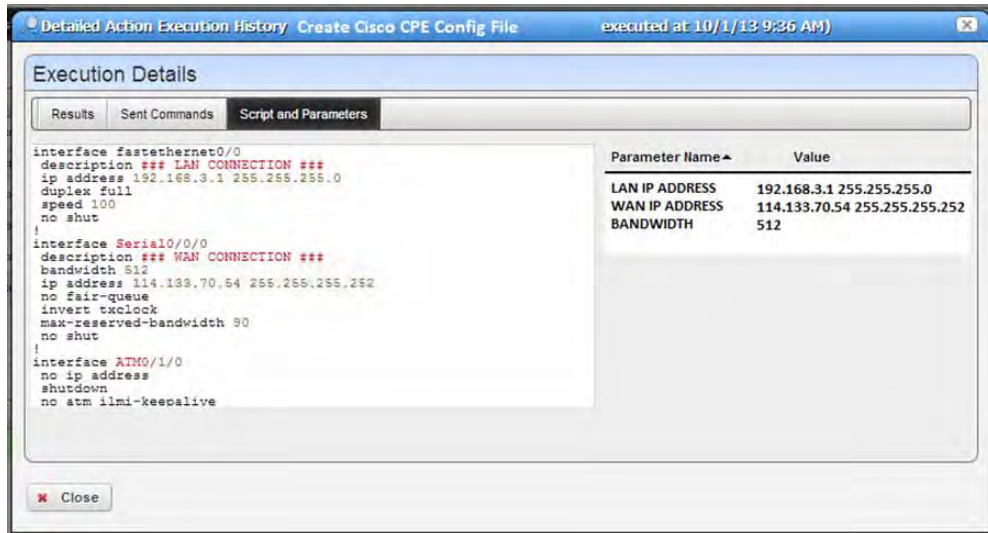 Detailed Action Execution History Create Cisco CPE Config File executed at 10/1/13 9:36 AM)
Execution Details
Results Sent Commands Script and Parameters
interface fastethernet0/0
description ### LAN CONNECTION ###
ip address 192.168.3.1 255.255.255.0
duplex full
speed 100
no shut
!
interface Serial0/0/0
description ### WAN CONNECTION ###
bandwidth 512
ip address 114.133.70.54 255.255.255.252
no fair-queue
invert txclock
max-reserved-bandwidth 90
no shut
!
interface ATM0/1/0
no ip address
shutdown
no atm ilmi-keepalive
Parameter Name Value
LAN IP ADDRESS 192.168.3.1 255.255.255.0
WAN IP ADDRESS 114.133.70.54 255.255.255.252
BANDWIDTH 512
Close